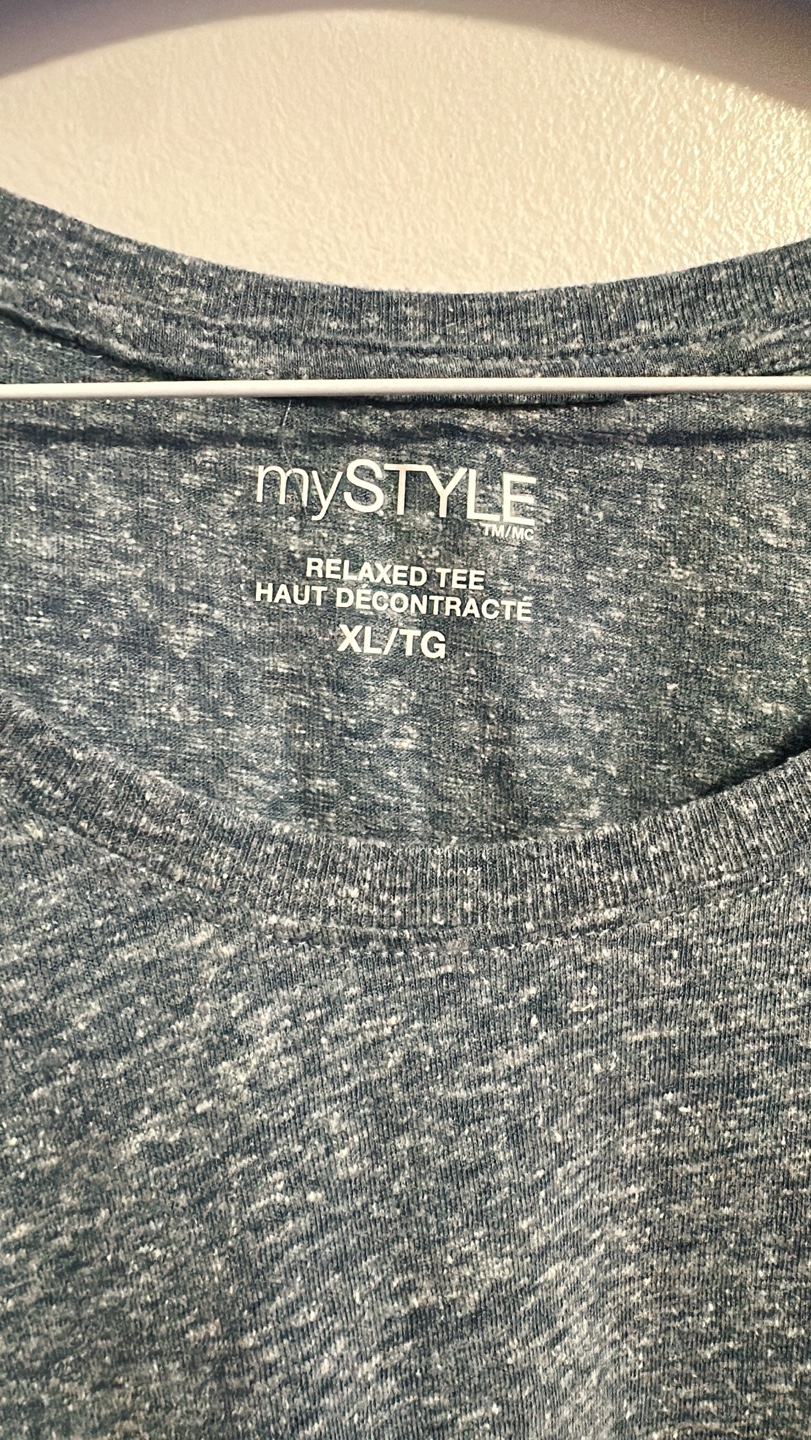 mySTYLE
TM/MC
RELAXED TEE
HAUT DÉCONTRACTÉ
XL/TG